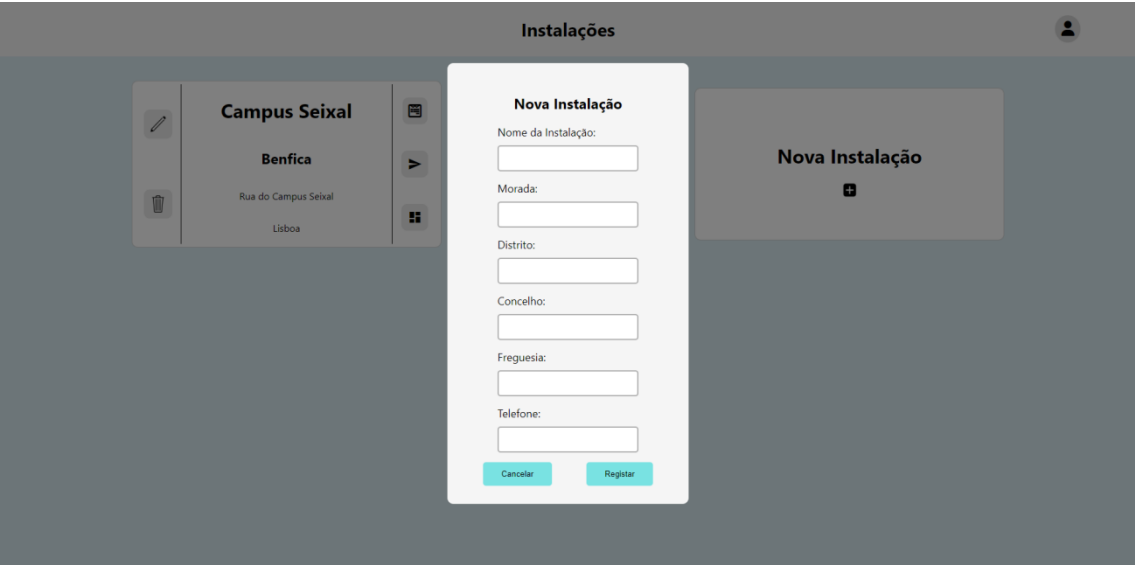 Instalações
Campus Seixal
Benfica
Rua do Campus Seixal
Lisboa
Nova Instalação
Nome da Instalação:
Morada:
Distrito:
Concelho:
Freguesia:
Telefone:
Cancelar
Registar
Nova Instalação